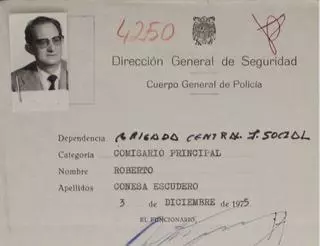 4250
Dirección General de Seguridad
Cuerpo General de Policía
Dependencia BRIGADA CENTRAL I. SOCIAL
Categoría COMISARIO PRINCIPAL
Nombre ROBERTO
Apellidos CONESA ESCUDERO
3 de DICIEMBRE de 1975
EL FUNCIONARIO,